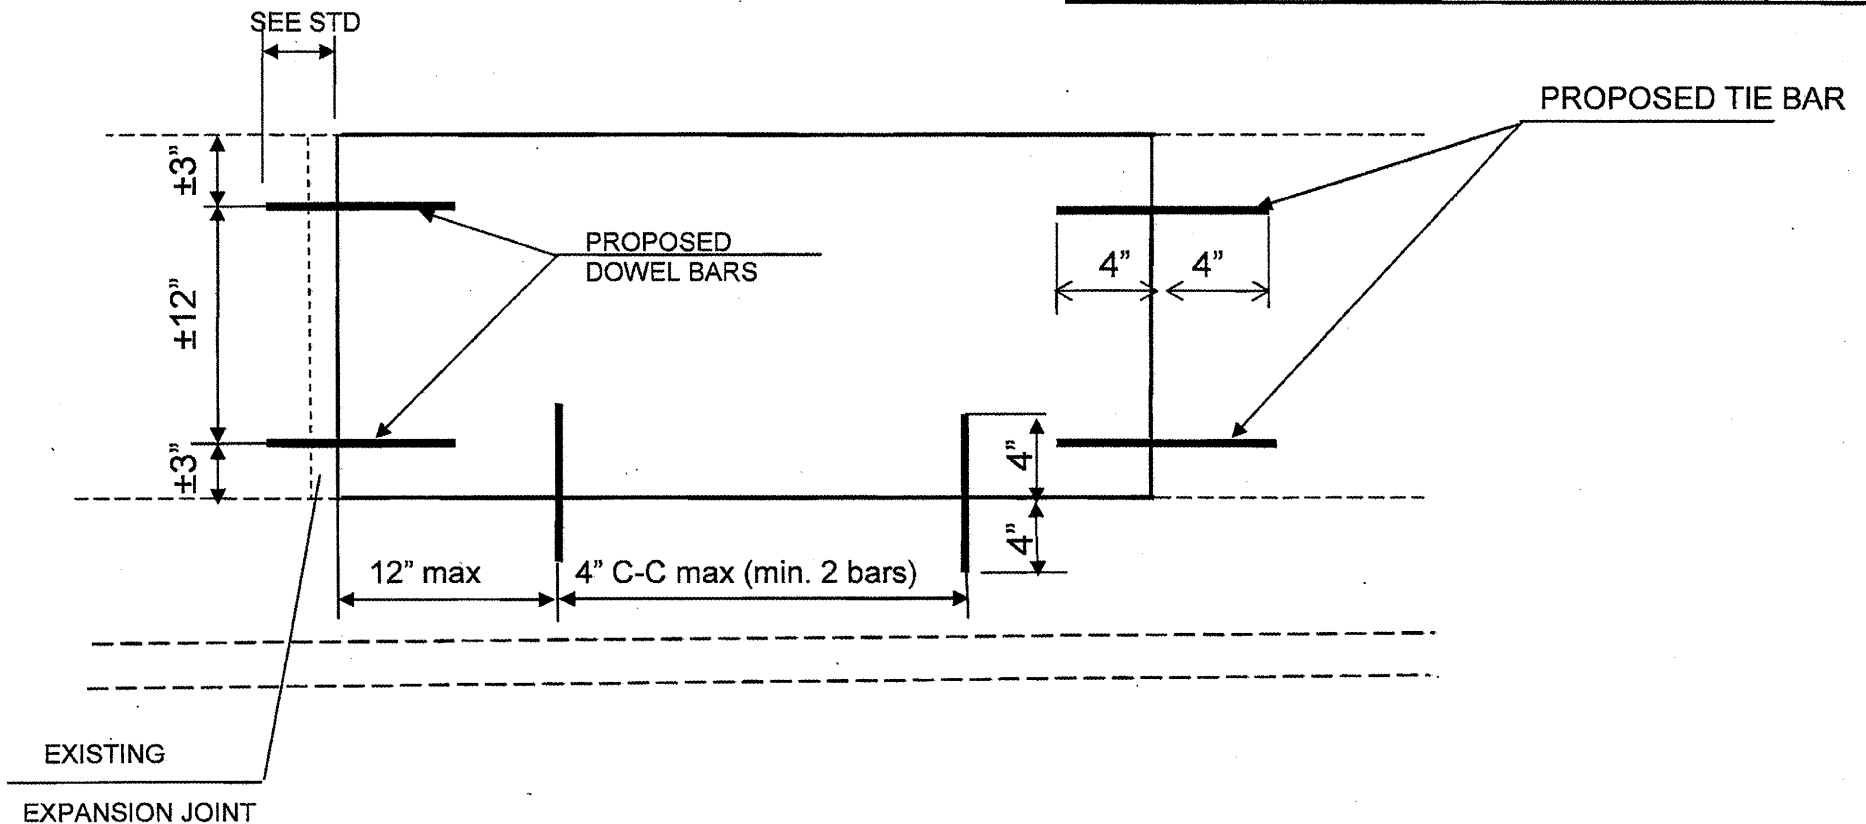 SEE STD
PROPOSED TIE BAR
±3”
PROPOSED
DOWEL BARS
4”
4”
±12”
±3”
4”
4”
12” max
4” C-C max (min. 2 bars)
EXISTING
EXPANSION JOINT